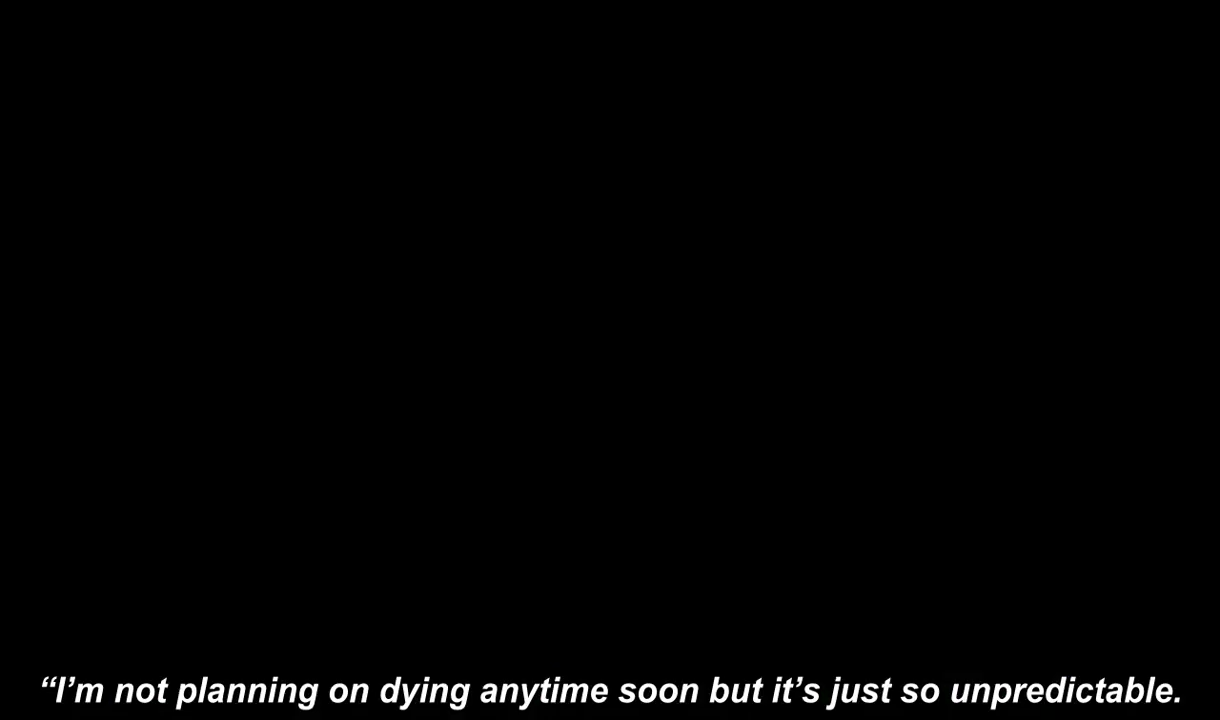 “I’m not planning on dying anytime soon but it’s just so unpredictable.